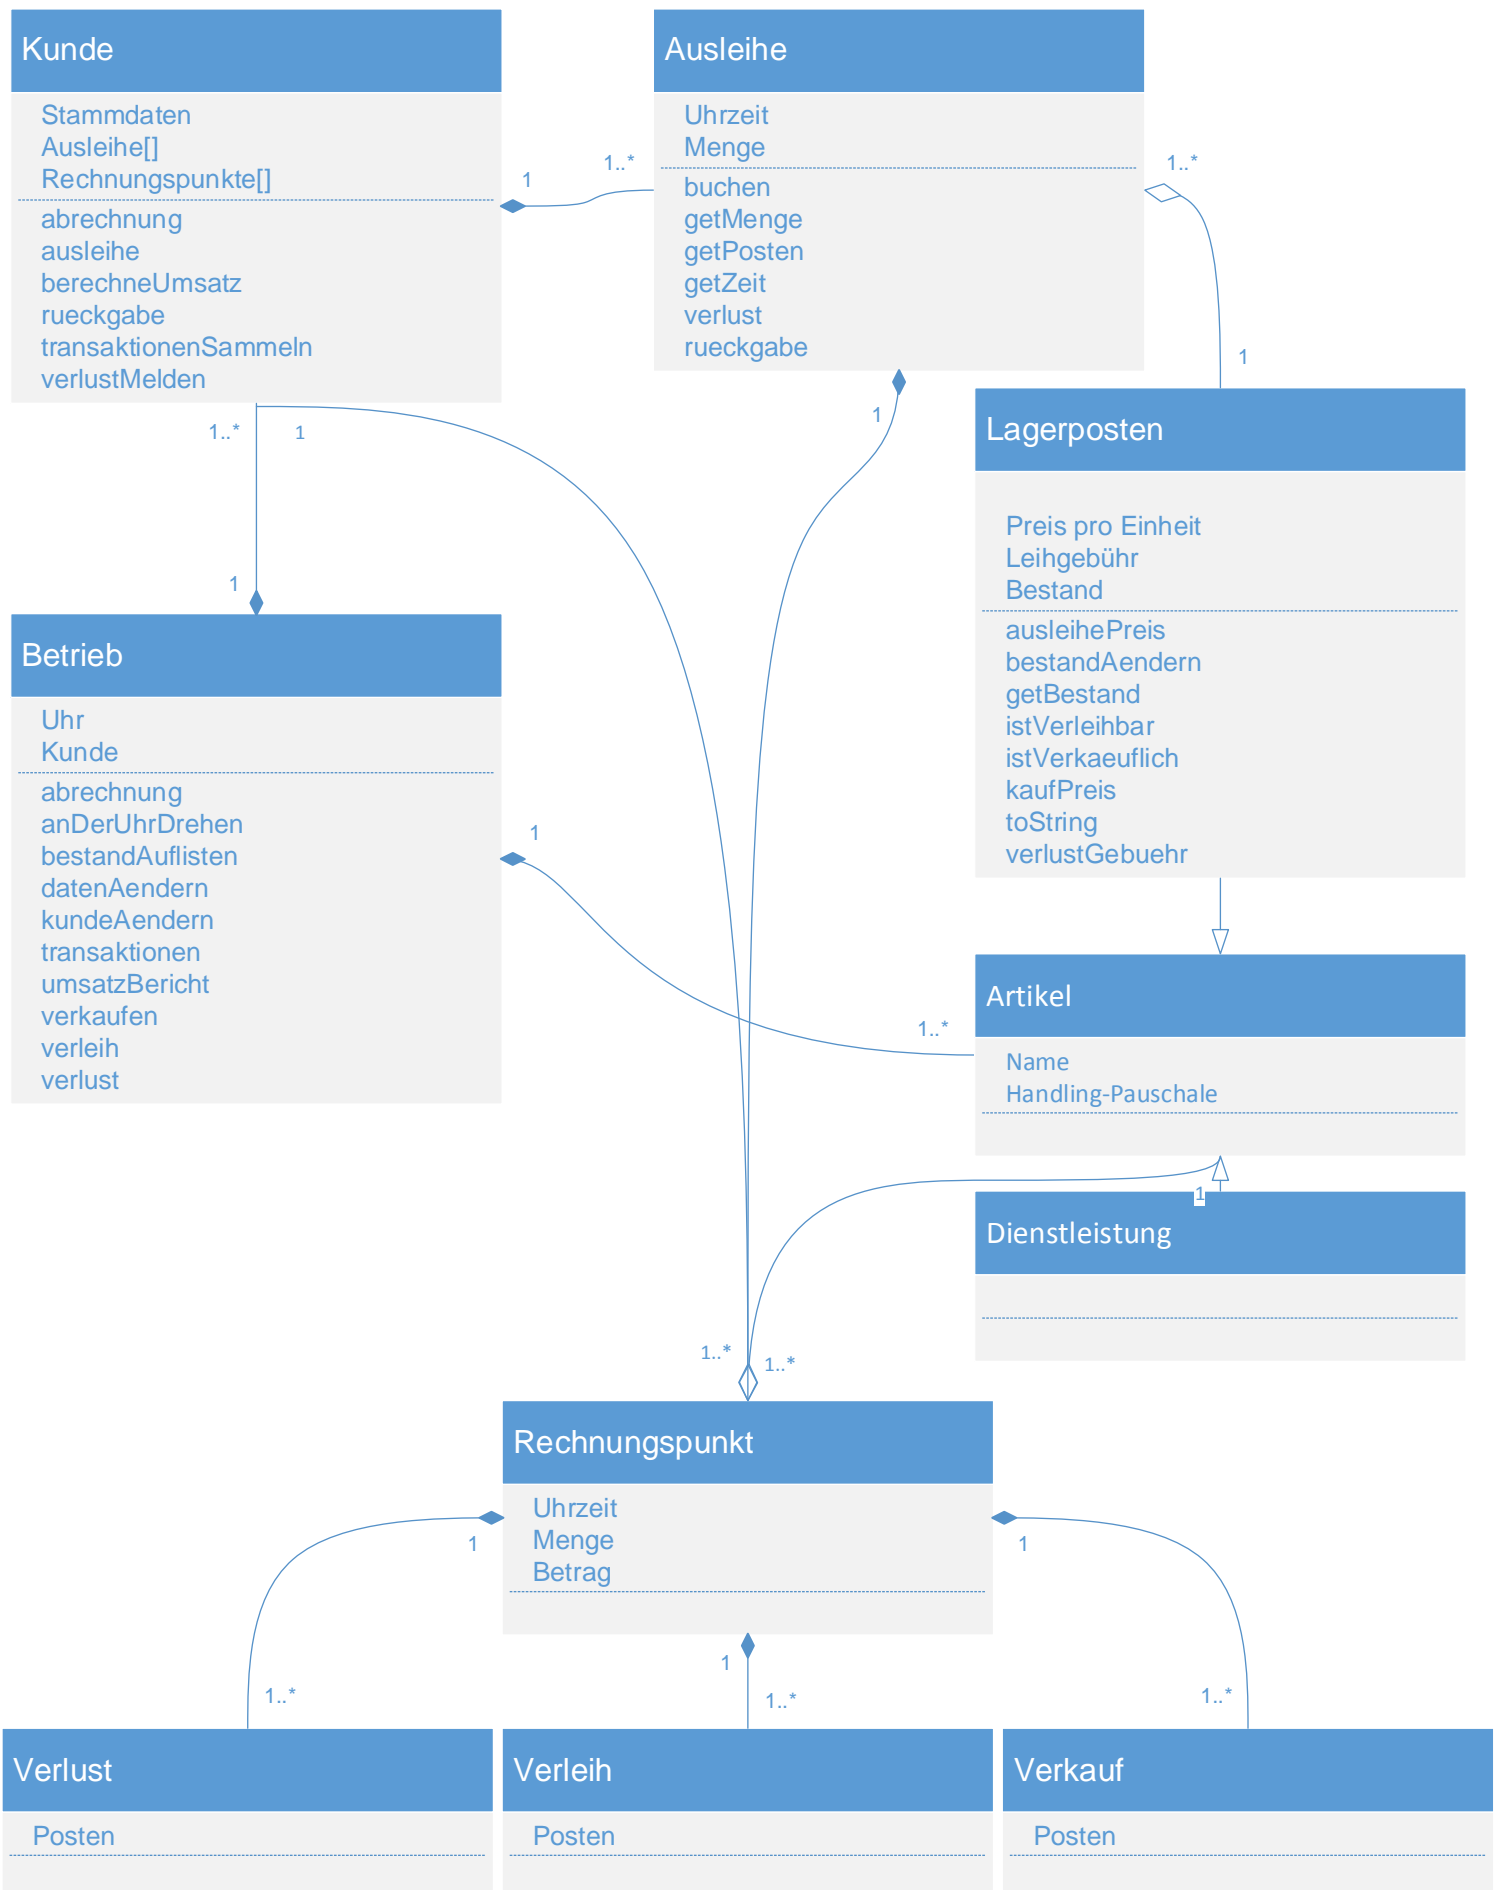 Kunde
Stammdaten
Ausleihe[]
Rechnungspunkte[]
abrechnung
ausleihe
berechneUmsatz
rueckgabe
transaktionenSammeln
verlustMelden
1
1..*
Ausleihe
Uhrzeit
Menge
buchen
getMenge
getPosten
getZeit
verlust
rueckgabe
1..*
1
1
1..*
1
1
Lagerposten
Preis pro Einheit
Leihgebühr
Bestand
ausleihePreis
bestandAendern
getBestand
istVerleihbar
istVerkaeuflich
kaufPreis
toString
verlustGebuehr
Betrieb
Uhr
Kunde
abrechnung
anDerUhrDrehen
bestandAuflisten
datenAendern
kundeAendern
transaktionen
umsatzBericht
verkaufen
verleih
verlust
1
1..*
Artikel
Name
Handling-Pauschale
1
Dienstleistung
1..*
1..*
Rechnungspunkt
Uhrzeit
Menge
Betrag
1
1
1
1..*
1..*
1..*
Verlust
Posten
Verleih
Posten
Verkauf
Posten